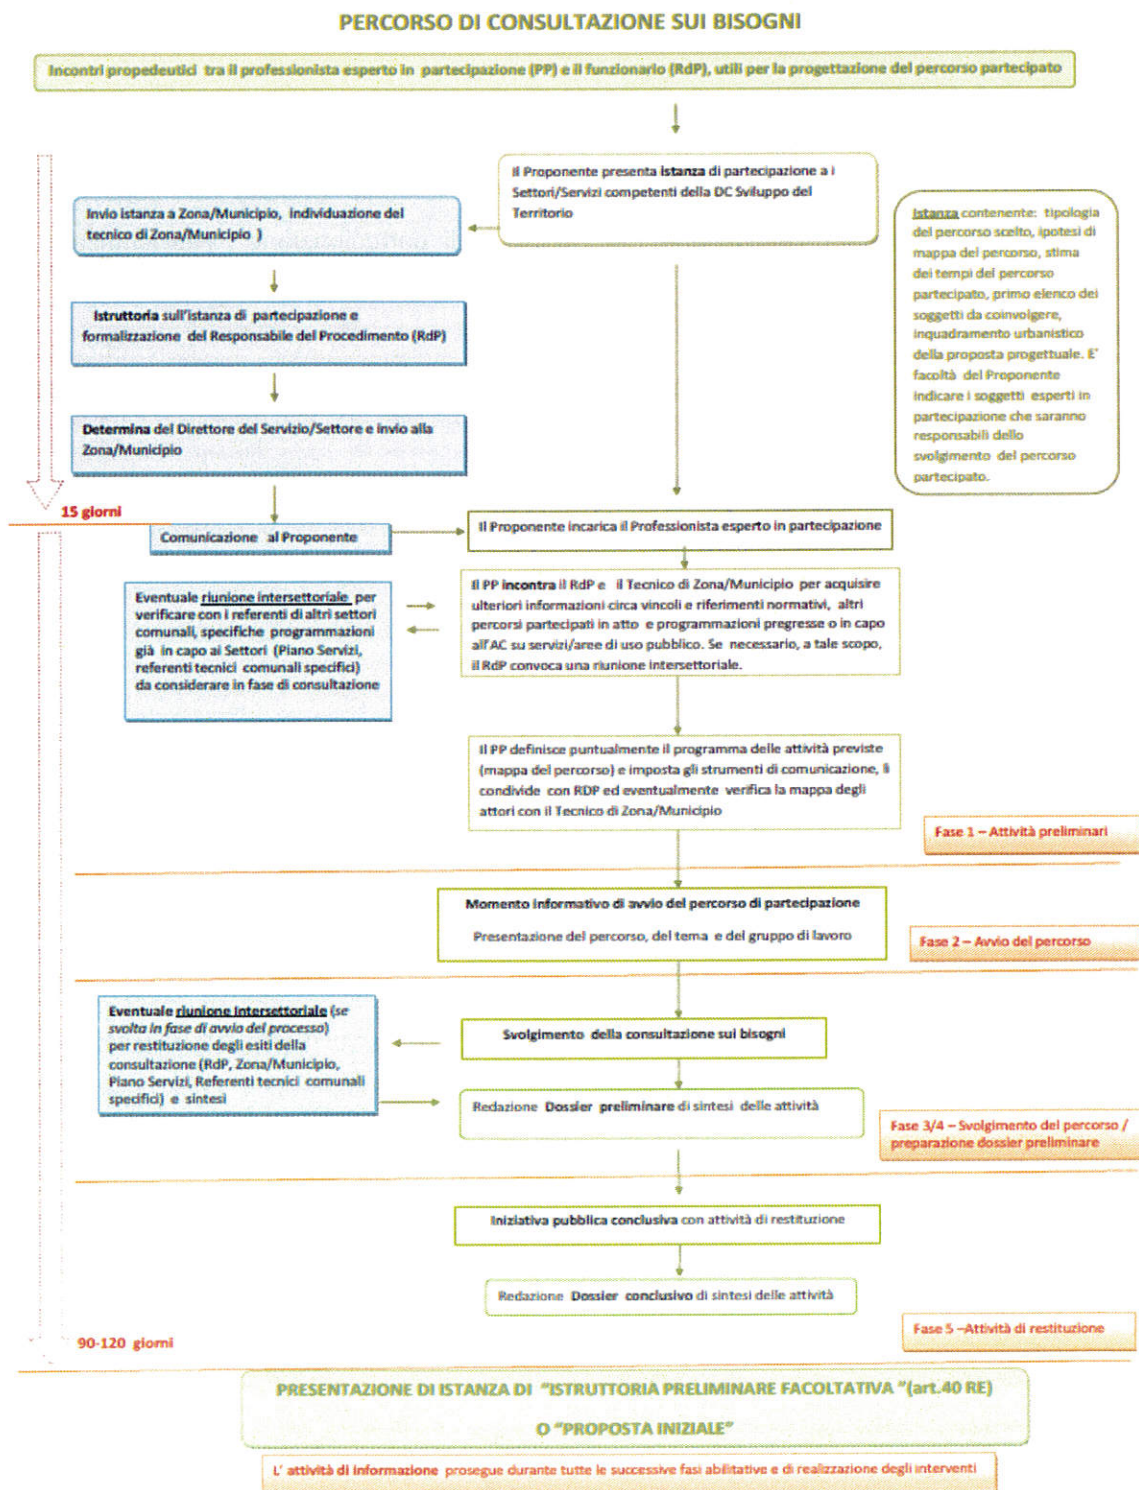 PERCORSO DI CONSULTAZIONE SUI BISOGNI
Incontri propedeutici tra il professionista esperto in partecipazione (PP) e il funzionario (RdP), utili per la progettazione del percorso partecipato
Il Proponente presenta istanza di partecipazione a i
Settori/Servizi competenti della DC Sviluppo del
Territorio
Invio istanza a Zona/Municipio, individuazione del
tecnico di Zona/Municipio )
Istanza contenente: tipologia
del percorso scelto, ipotesi di
mappa del percorso, stima
dei tempi del percorso
partecipato, primo elenco dei
soggetti da coinvolgere,
inquadramento urbanistico
della proposta progettuale. E'
facoltà del Proponente
indicare i soggetti esperti in
partecipazione che saranno
responsabili dello
svolgimento del percorso
partecipato.
Istruttoria sull'istanza di partecipazione e
formalizzazione del Responsabile del Procedimento (RdP)
Determina del Direttore del Servizio/Settore e invio alla
Zona/Municipio
15 giorni
Comunicazione al Proponente
Il Proponente incarica il Professionista esperto in partecipazione
Eventuale riunione intersettoriale per
verificare con i referenti di altri settori
comunali, specifiche programmazioni
già in capo ai Settori (Piano Servizi,
referenti tecnici comunali specifici)
da considerare in fase di consultazione
Il PP incontra il RdP e il Tecnico di Zona/Municipio per acquisire
ulteriori informazioni circa vincoli e riferimenti normativi, altri
percorsi partecipati in atto e programmazioni pregresse o in capo
all'AC su servizi/aree di uso pubblico. Se necessario, a tale scopo,
il RdP convoca una riunione intersettoriale.
Il PP definisce puntualmente il programma delle attività previste
(mappa del percorso) e imposta gli strumenti di comunicazione, li
condivide con RDP ed eventualmente verifica la mappa degli
attori con il Tecnico di Zona/Municipio
Fase 1 – Attività preliminari
Momento informativo di avvio del percorso di partecipazione
Presentazione del percorso, del tema e del gruppo di lavoro
Fase 2 – Avvio del percorso
Eventuale riunione intersettoriale (se
svolta in fase di avvio del processo)
per restituzione degli esiti della
consultazione (RdP, Zona/Municipio,
Piano Servizi, Referenti tecnici comunali
specifici) e sintesi
Svolgimento della consultazione sui bisogni
Redazione Dossier preliminare di sintesi delle attività
Fase 3/4 – Svolgimento del percorso /
preparazione dossier preliminare
Iniziativa pubblica conclusiva con attività di restituzione
Redazione Dossier conclusivo di sintesi delle attività
Fase 5 –Attività di restituzione
90-120 giorni
PRESENTAZIONE DI ISTANZA DI "ISTRUTTORIA PRELIMINARE FACOLTATIVA "(art.40 RE)
O "PROPOSTA INIZIALE"
L' attività di informazione prosegue durante tutte le successive fasi abilitative e di realizzazione degli interventi